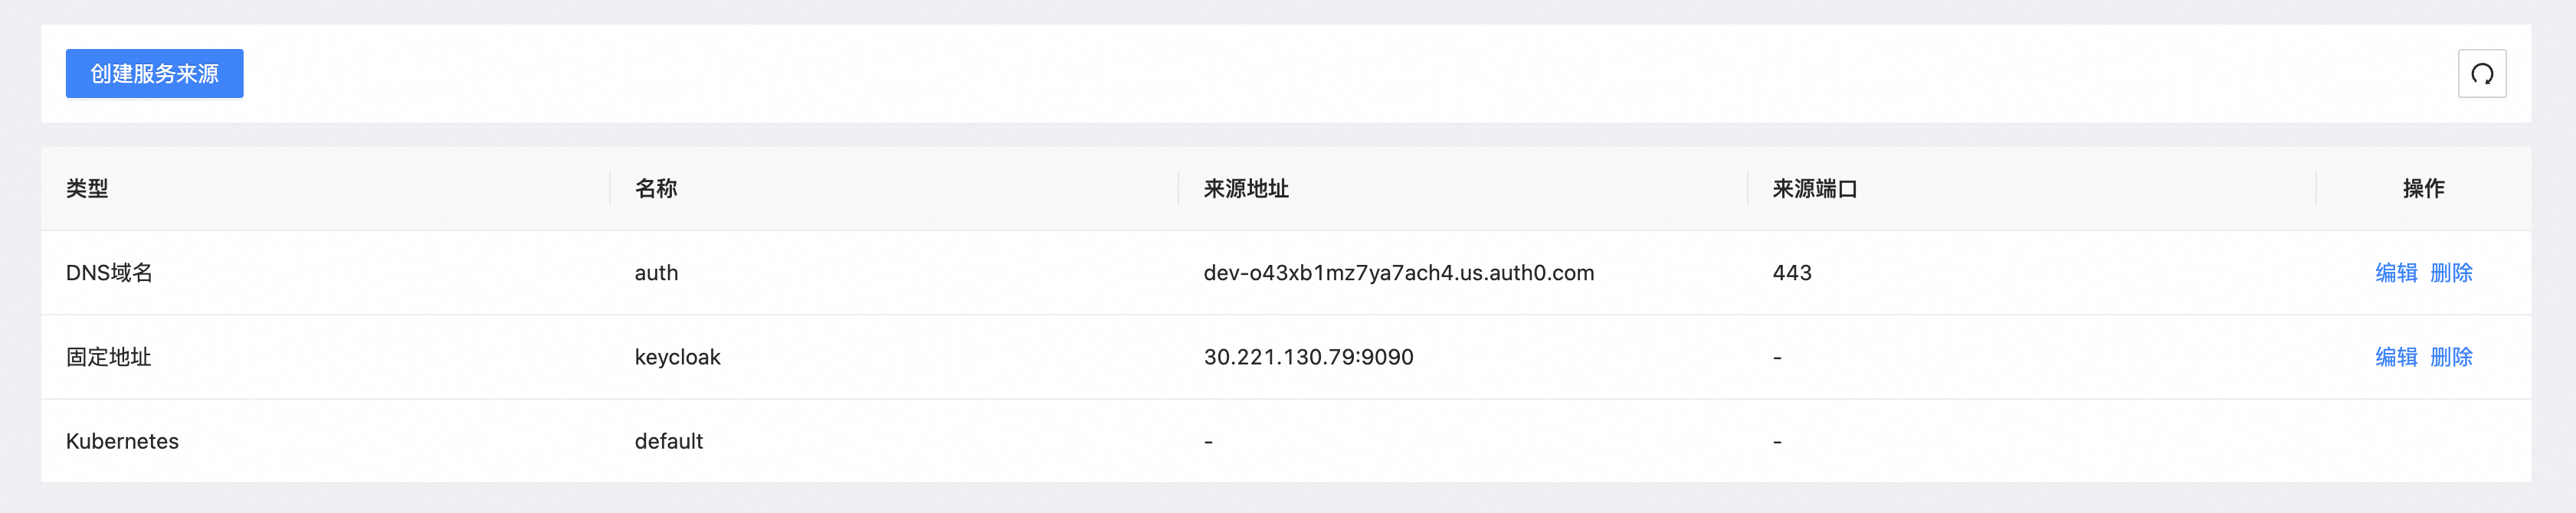 创建服务来源
类型 名称 来源地址 来源端口 操作
DNS域名 auth dev-o43xb1mz7ya7ach4.us.auth0.com 443 编辑 删除
固定地址 keycloak 30.221.130.79:9090 - 编辑 删除
Kubernetes default - -